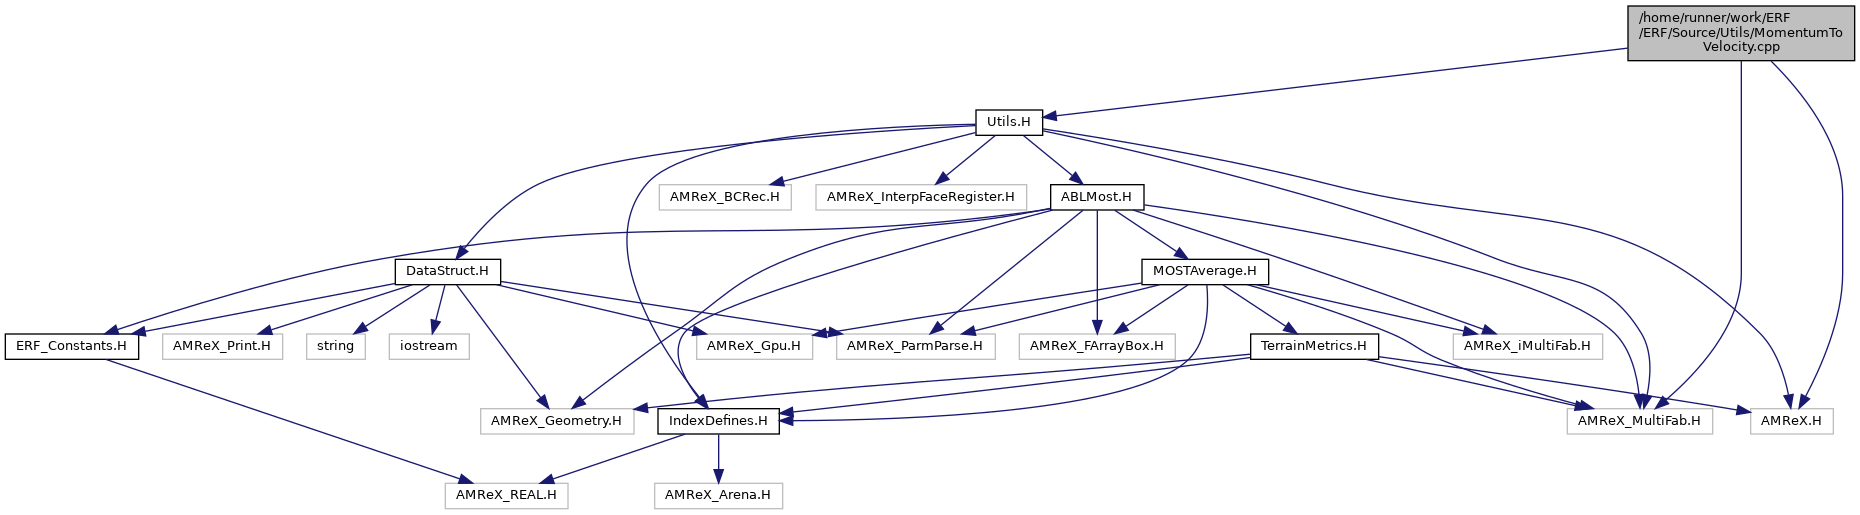 /home/runner/work/ERF
/ERF/Source/Utils/MomentumTo
Velocity.cpp
Utils.H
AMReX_BCRec.H
AMReX_InterpFaceRegister.H
ABLMost.H
DataStruct.H
MOSTAverage.H
ERF_Constants.H
AMReX_Print.H
string
iostream
AMReX_Gpu.H
AMReX_ParmParse.H
AMReX_FArrayBox.H
TerrainMetrics.H
AMReX_iMultiFab.H
AMReX_Geometry.H
IndexDefines.H
AMReX_MultiFab.H
AMReX.H
AMReX_REAL.H
AMReX_Arena.H